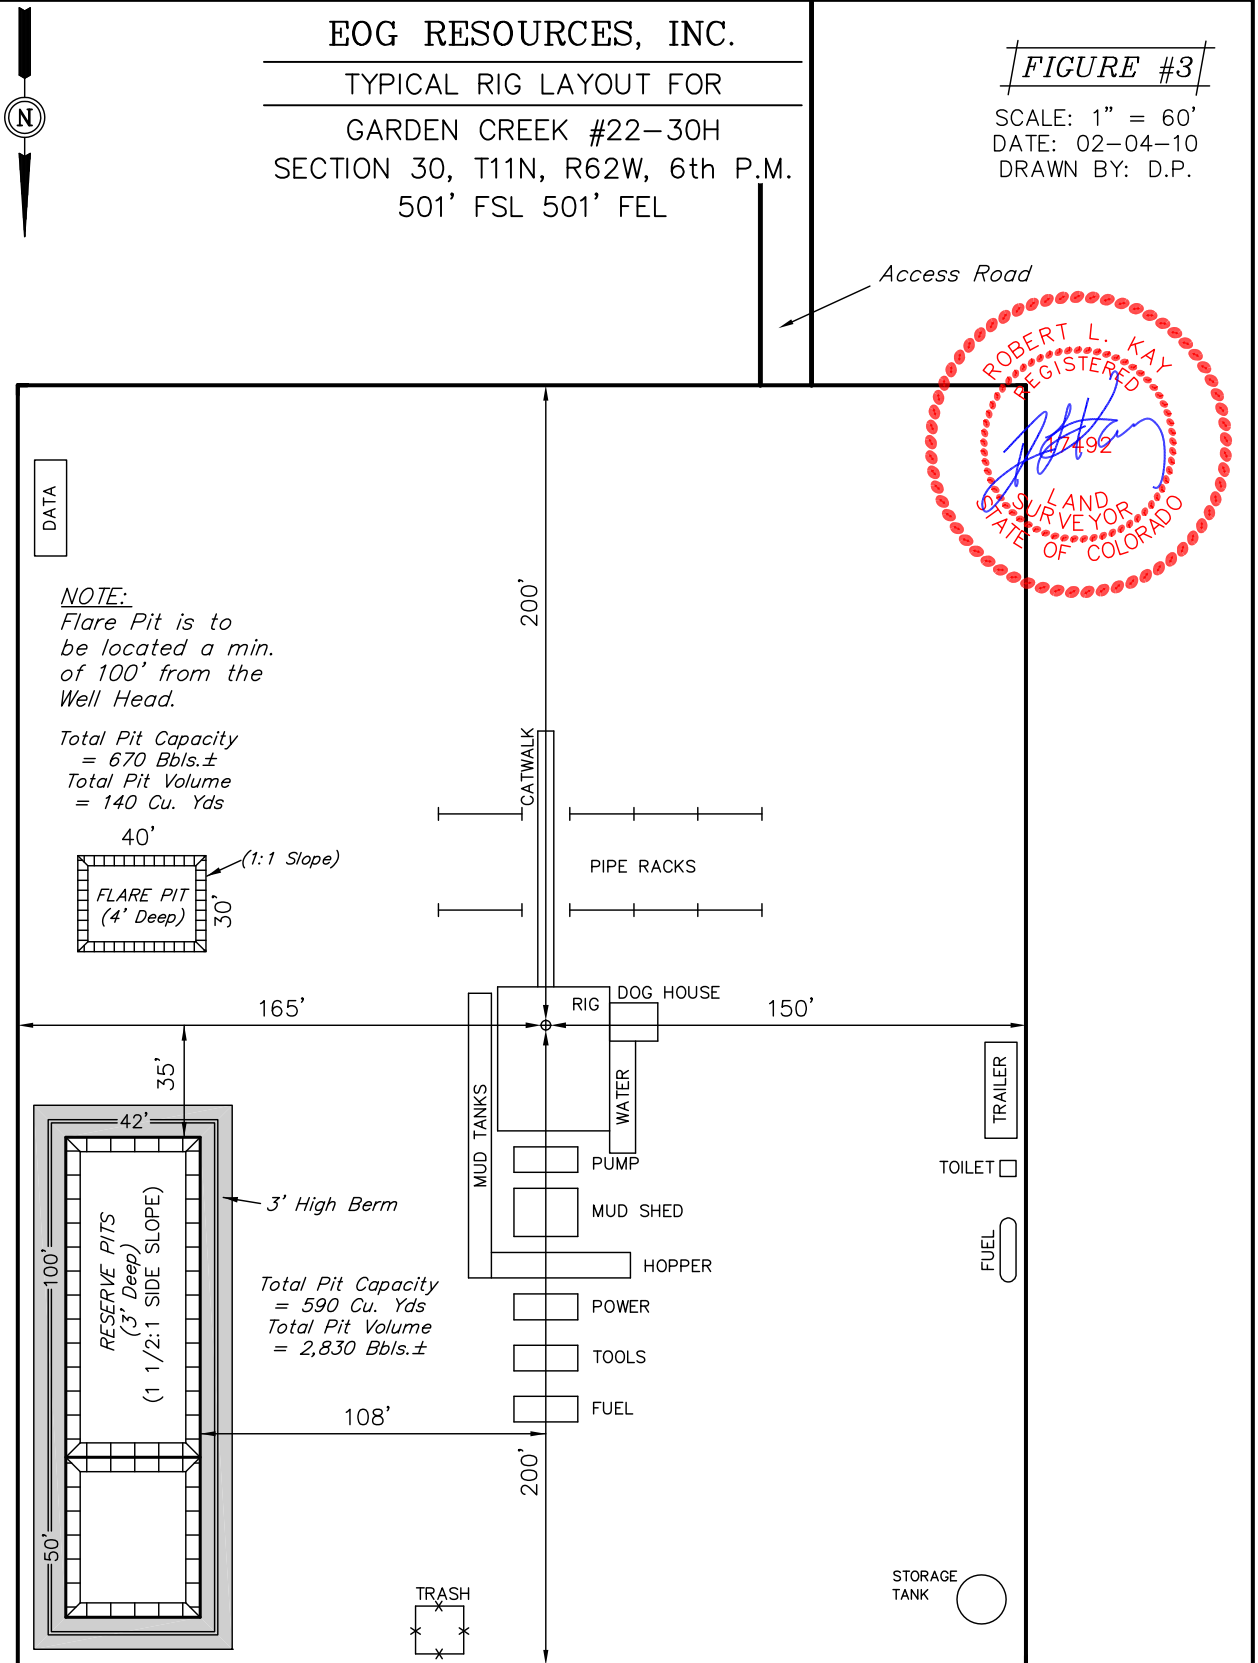 EOG RESOURCES, INC.
TYPICAL RIG LAYOUT FOR
GARDEN CREEK #22-30H
SECTION 30, T11N, R62W, 6th P.M.
501' FSL 501' FEL
FIGURE #3
SCALE: 1" = 60'
DATE: 02-04-10
DRAWN BY: D.P.
N
Access Road
ROBERT L. KAY
REGISTERED
17492
LAND
SURVEYOR
STATE OF COLORADO
DATA
200'
NOTE:
Flare Pit is to
be located a min.
of 100' from the
Well Head.
Total Pit Capacity
= 670 Bbls.±
Total Pit Volume
= 140 Cu. Yds
40'
(1:1 Slope)
FLARE PIT
(4' Deep)
30'
CATWALK
PIPE RACKS
165'
RIG
DOG HOUSE
150'
35'
MUD TANKS
WATER
TRAILER
42'
PUMP
TOILET
3' High Berm
MUD SHED
RESERVE PITS
(3' Deep)
(1 1/2:1 SIDE SLOPE)
100'
FUEL
HOPPER
Total Pit Capacity
= 590 Cu. Yds
Total Pit Volume
= 2,830 Bbls.±
POWER
TOOLS
FUEL
108'
200'
50'
TRASH
STORAGE
TANK